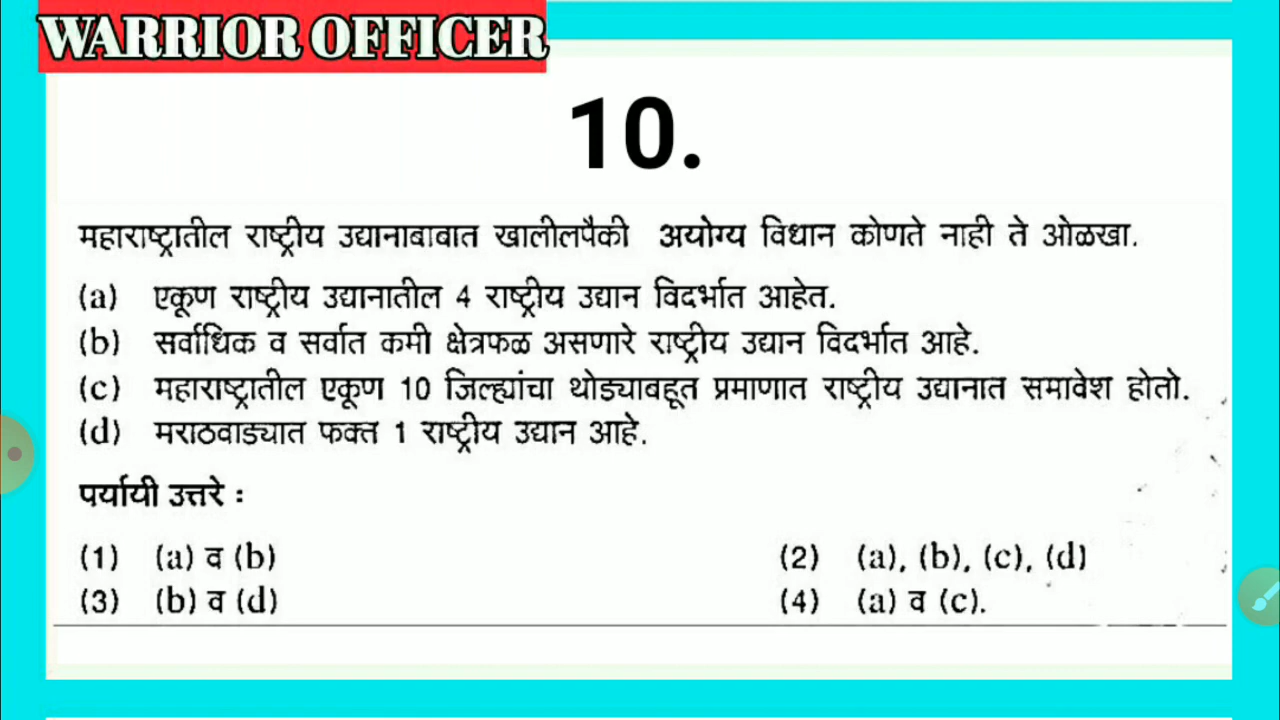 WARRIOR OFFICER
10.
महाराष्ट्रातील राष्ट्रीय उद्यानाबावात खालीलपैकी अयोग्य विधान कोणते नाही ते ओळखा.
(a) एकूण राष्ट्रीय उद्यानातील 4 राष्ट्रीय उद्यान विदर्भात आहेत.
(b) सर्वाधिक व सर्वात कमी क्षेत्रफळ असणारे राष्ट्रीय उद्यान विदर्भात आहे.
(c) महाराष्ट्रातील एकूण 10 जिल्ह्यांचा थोड्याबहूत प्रमाणात राष्ट्रीय उद्यानात समावेश होतो.
(d) मराठवाड्यात फक्त 1 राष्ट्रीय उद्यान आहे.
पर्यायी उत्तरे :
(1) (a) व (b) (2) (a), (b), (c), (d)
(3) (b) व (d) (4) (a) व (c).